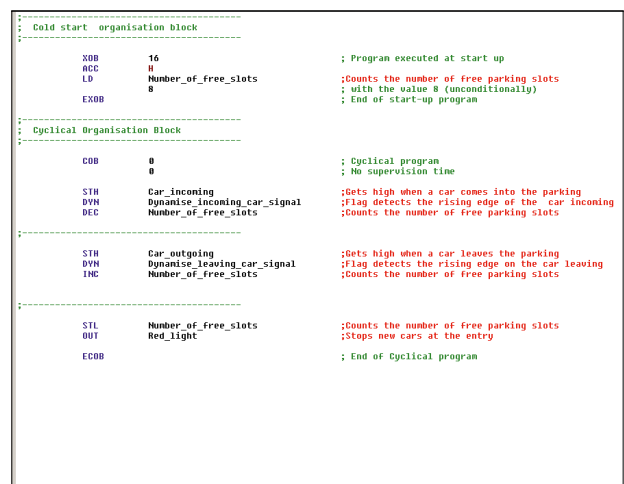 ;----------------------------------------
;  Cold start  organisation block
;----------------------------------------
XOB 16 ; Program executed at start up
ACC H
LD Number_of_free_slots ;Counts the number of free parking slots
8 ; with the value 8 (unconditionally)
EXOB ; End of start-up program
;----------------------------------------
;  Cyclical Organisation Block
;----------------------------------------
COB 0 ; Cyclical program
0 ; No supervision time
STH Car_incoming ;Gets high when a car comes into the parking
DYN Dynamise_incoming_car_signal ;Flag detects the rising edge of the  car incoming
DEC Number_of_free_slots ;Counts the number of free parking slots
;----------------------------------------
STH Car_outgoing ;Gets high when a car leaves the parking
DYN Dynamise_leaving_car_signal ;Flag detects the rising edge on the car leaving
INC Number_of_free_slots ;Counts the number of free parking slots
;----------------------------------------
STL Number_of_free_slots ;Counts the number of free parking slots
OUT Red_light ;Stops new cars at the entry
ECOB ; End of Cyclical program